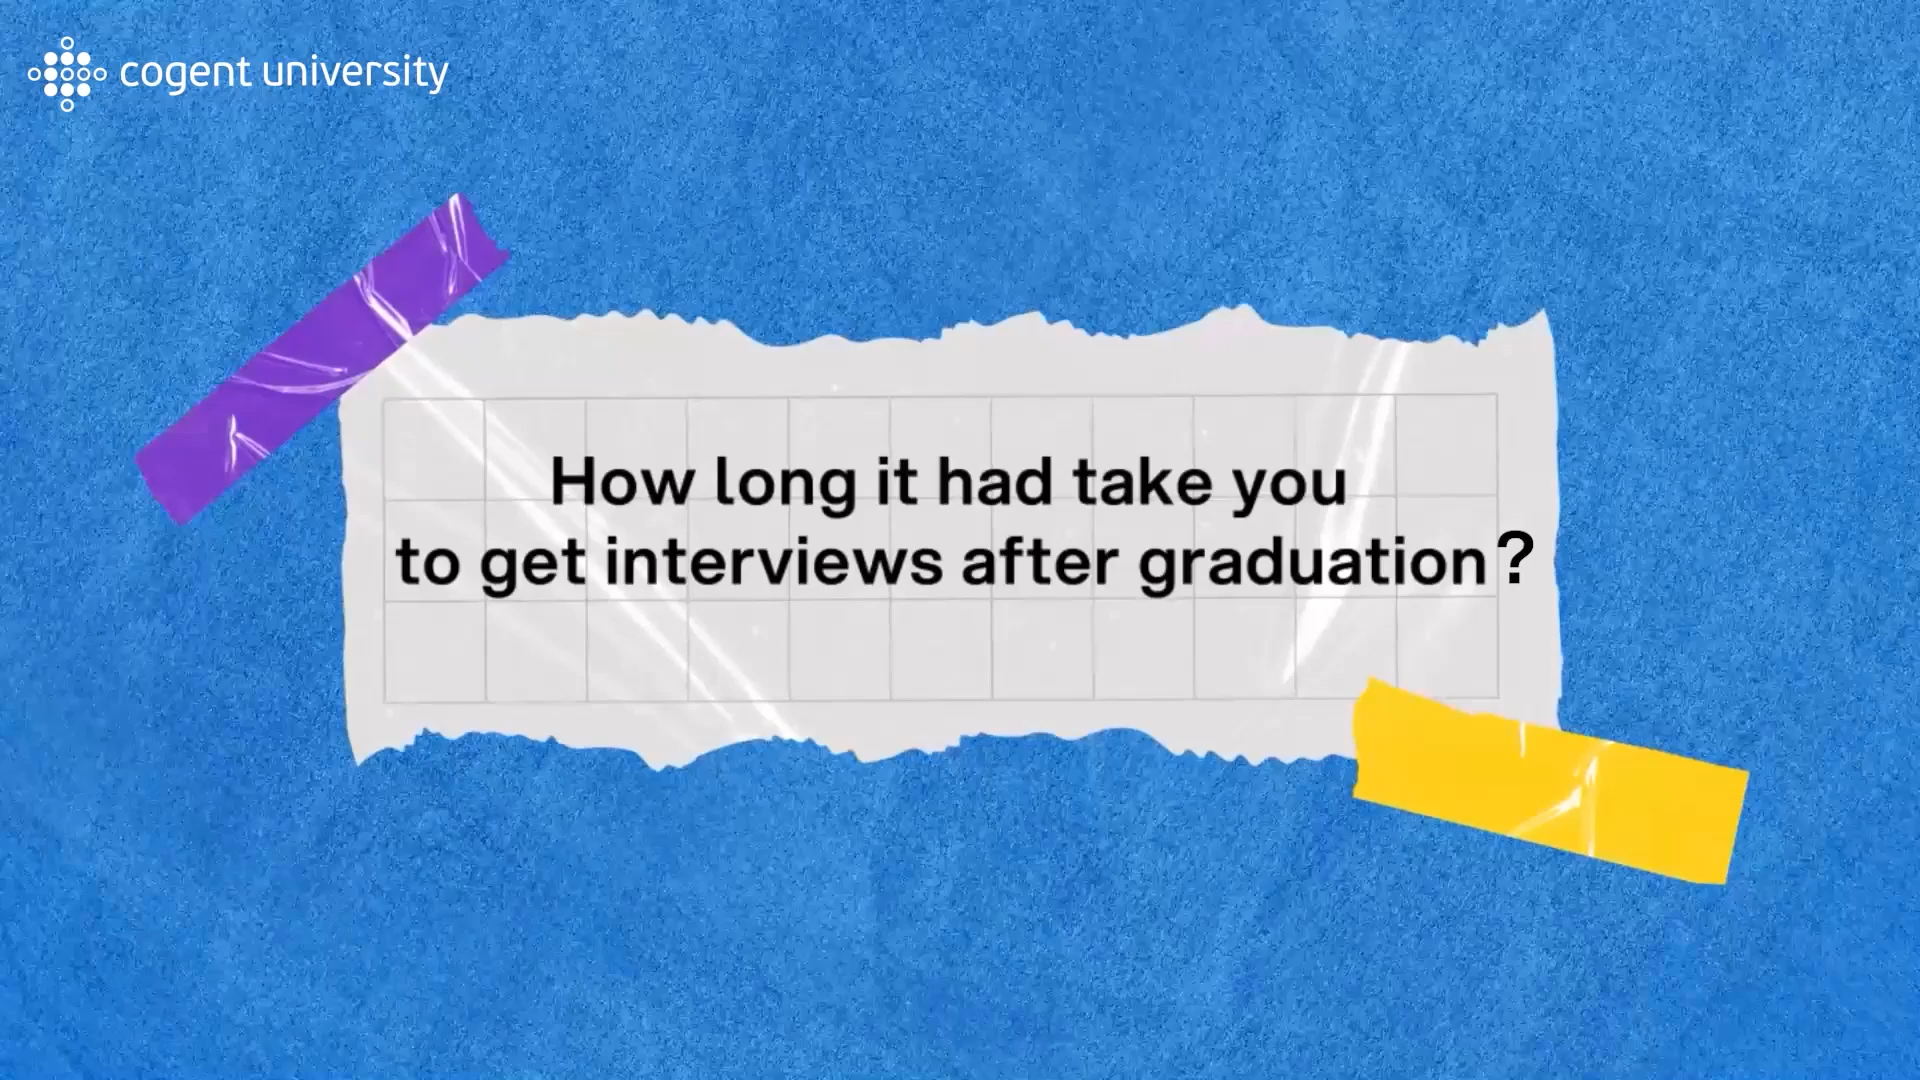 cogent university
How long it had take you
to get interviews after graduation?